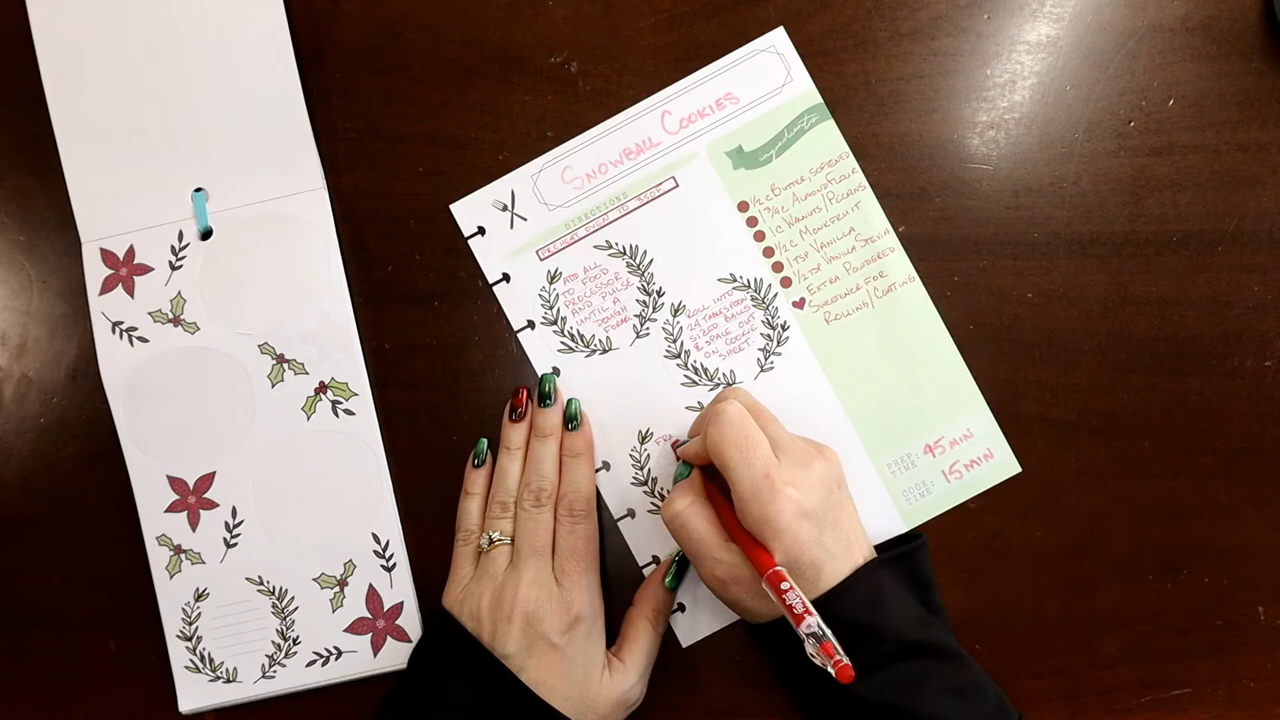 SNOWBALL COOKIES
DIRECTIONS
PREHEAT OVEN TO 350F
ADD ALL
TO FOOD
PROCESSOR
AND PULSE
UNTIL A
DOUGH
FORMS.
ROLL INTO
24 TABLESPOON
SIZED BALLS
& SPACE OUT
ON COOKIE
SHEET.
ingredients
1/2 C BUTTER, SOFTENED
1 3/4 C ALMOND FLOUR
1 C WALNUTS/PECANS
1/2 C MONKFRUIT
1 TSP VANILLA
1/2 TSP VANILLA STEVIA
EXTRA POWDERED
SWEETENER FOR
ROLLING/COATING
PREP TIME: 45 MIN
COOK TIME: 15 MIN